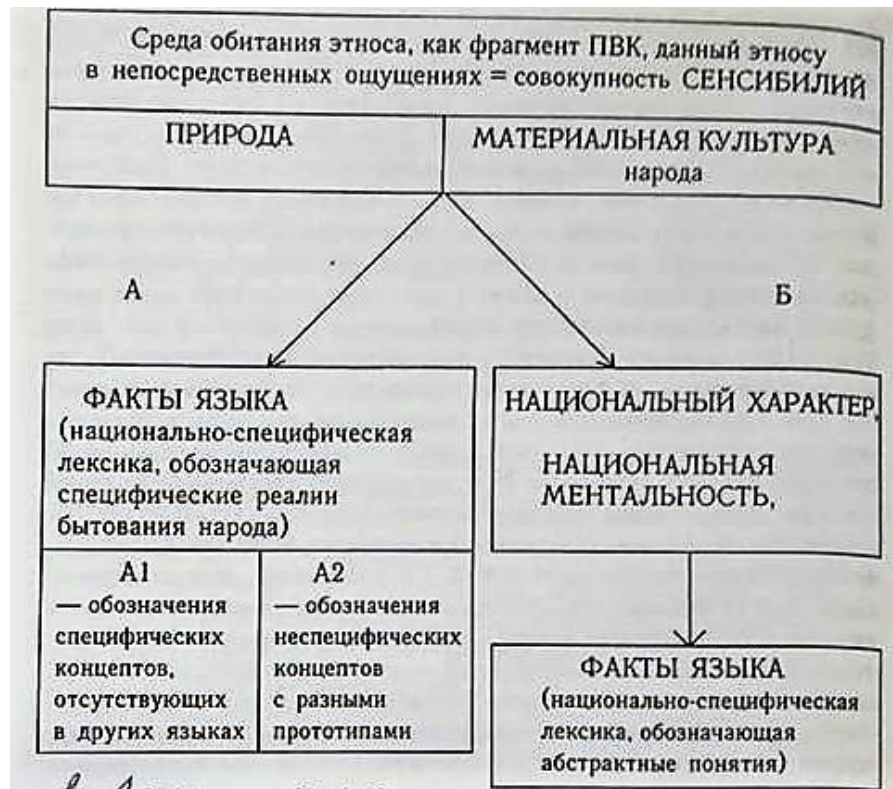 Среда обитания этноса, как фрагмент ПВК, данный этносу
в непосредственных ощущениях = совокупность СЕНСИБИЛИЙ
ПРИРОДА
МАТЕРИАЛЬНАЯ КУЛЬТУРА
народа
А
Б
ФАКТЫ ЯЗЫКА
(национально-специфическая
лексика, обозначающая
специфические реалии
бытования народа)
А1
— обозначения
специфических
концептов,
отсутствующих
в других языках
А2
— обозначения
неспецифических
концептов
с разными
прототипами
НАЦИОНАЛЬНЫЙ ХАРАКТЕР,
НАЦИОНАЛЬНАЯ
МЕНТАЛЬНОСТЬ,
ФАКТЫ ЯЗЫКА
(национально-специфическая
лексика, обозначающая
абстрактные понятия)